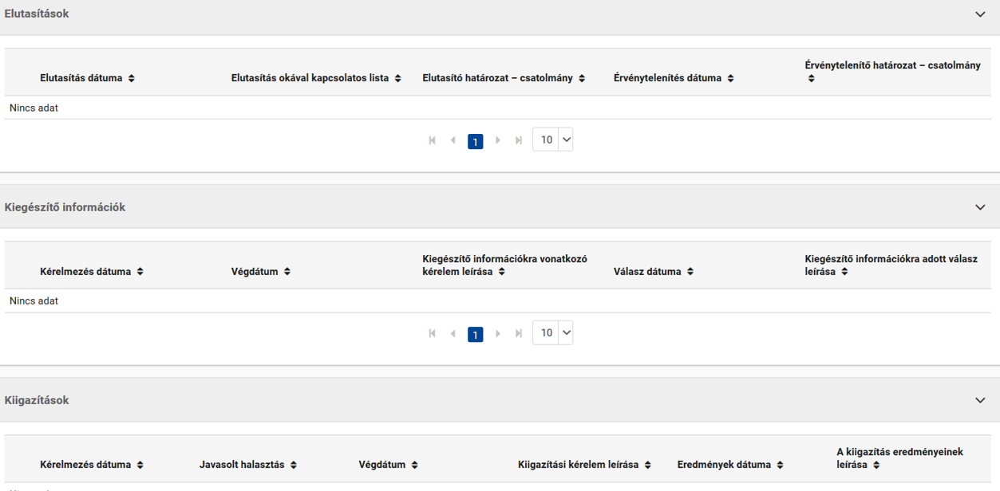 Elutasítások
Elutasítás dátuma
Elutasítás okával kapcsolatos lista
Elutasító határozat – csatolmány
Érvénytelenítés dátuma
Érvénytelenítő határozat – csatolmány
Nincs adat
1
10
Kiegészítő információk
Kérelmezés dátuma
Végdátum
Kiegészítő információkra vonatkozó
kérelem leírása
Válasz dátuma
Kiegészítő információkra adott válasz
leírása
Nincs adat
1
10
Kiigazítások
Kérelmezés dátuma
Javasolt halasztás
Végdátum
Kiigazítási kérelem leírása
Eredmények dátuma
A kiigazítás eredményeinek
leírása